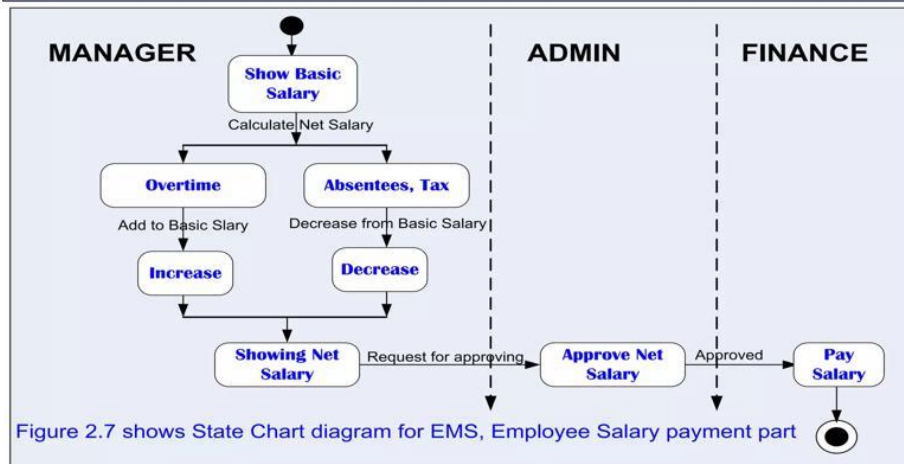 MANAGER
ADMIN
FINANCE
Show Basic
Salary
Calculate Net Salary
Overtime
Absentees, Tax
Add to Basic Slary
Decrease from Basic Salary
Increase
Decrease
Showing Net
Salary
Request for approving
Approve Net
Salary
Approved
Pay
Salary
Figure 2.7 shows State Chart diagram for EMS, Employee Salary payment part